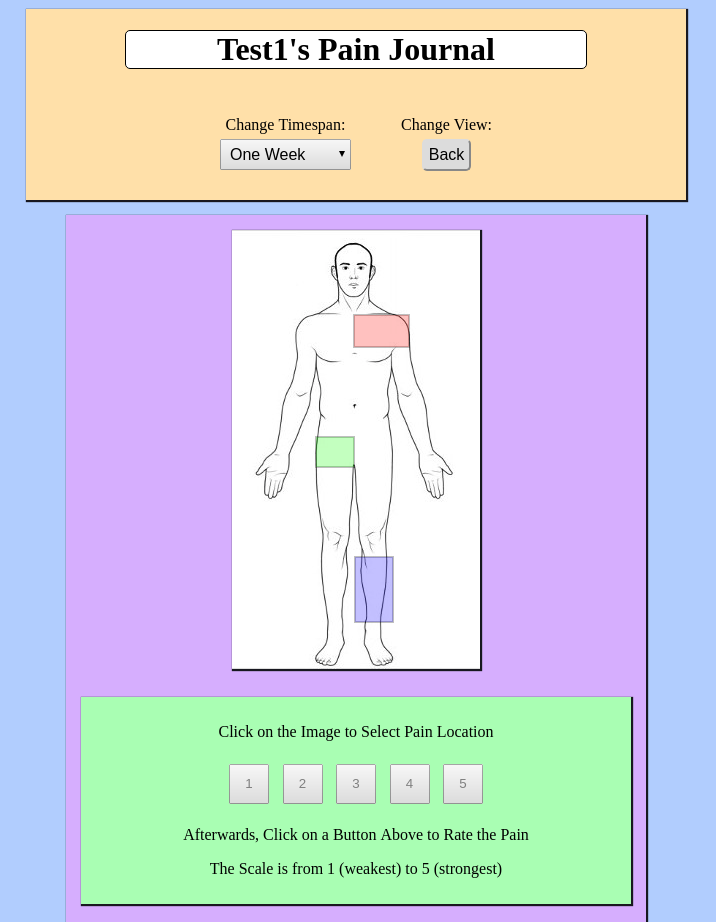 Test1's Pain Journal
Change Timespan: Change View:
One Week Back
Click on the Image to Select Pain Location
1 2 3 4 5
Afterwards, Click on a Button Above to Rate the Pain
The Scale is from 1 (weakest) to 5 (strongest)